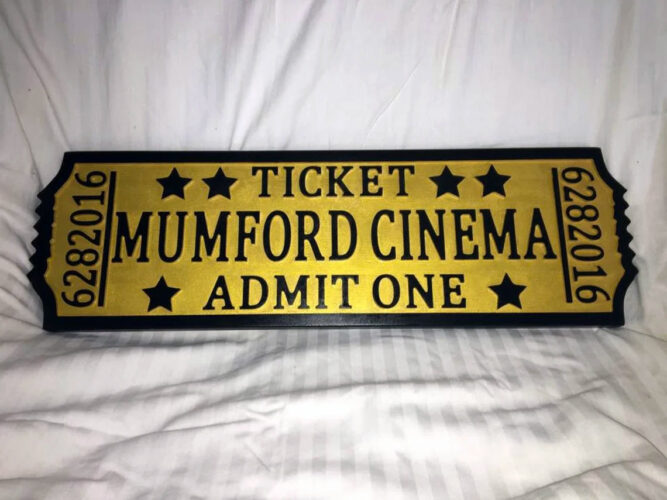 6282016
TICKET
MUMFORD CINEMA
ADMIT ONE
6282016